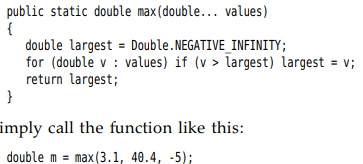 public static double max(double... values)
{
double largest = Double.NEGATIVE_INFINITY;
for (double v : values) if (v > largest) largest = v;
return largest;
}
imply call the function like this:
double m = max(3.1, 40.4, -5);